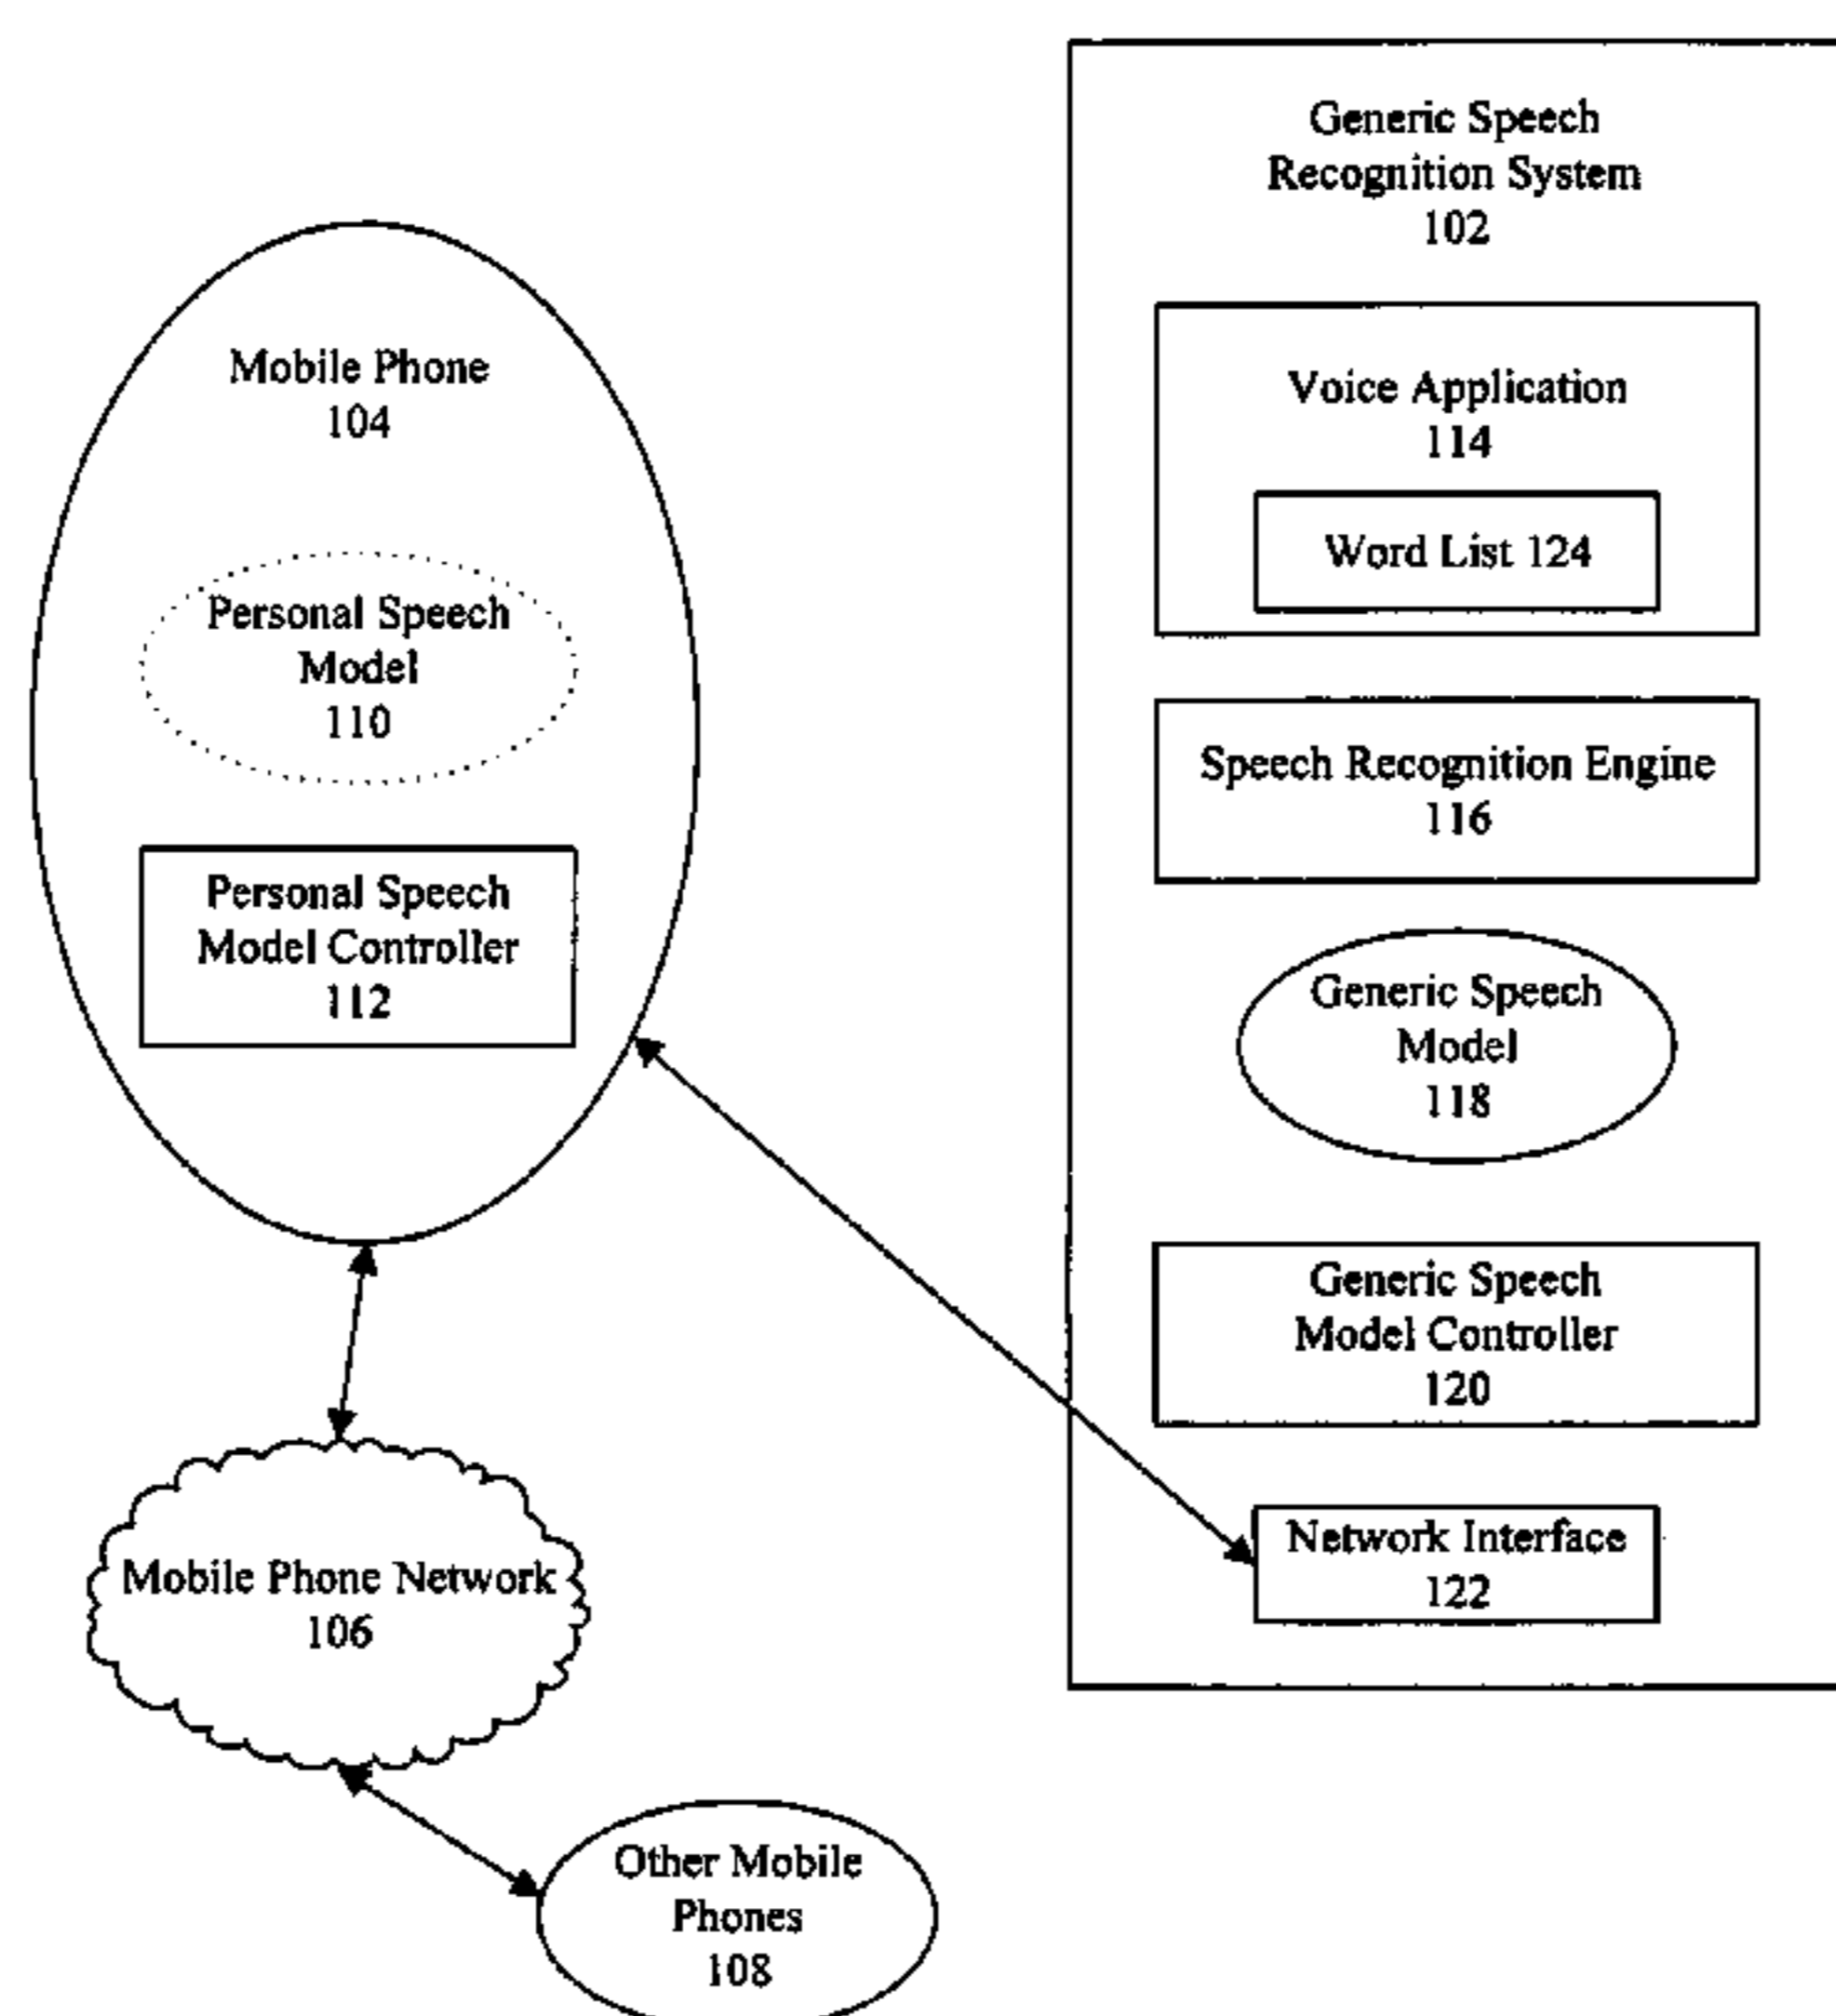 Generic Speech
Recognition System
102
Voice Application
114
Word List 124
Speech Recognition Engine
116
Generic Speech
Model
118
Generic Speech
Model Controller
120
Network Interface
122
Mobile Phone
104
Personal Speech
Model
110
Personal Speech
Model Controller
112
Mobile Phone Network
106
Other Mobile
Phones
108